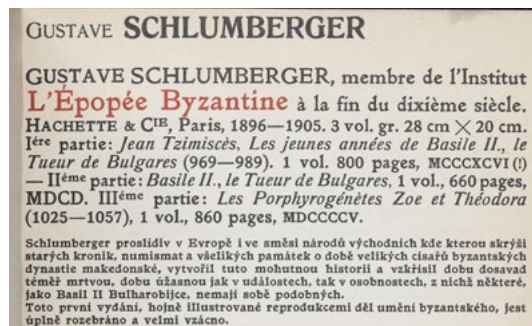 GUSTAVE SCHLUMBERGER
GUSTAVE SCHLUMBERGER, membre de l'Institut
L'Épopée Byzantine à la fin du dixième siècle.
HACHETTE & CIE, Paris, 1896—1905. 3 vol. gr. 28 cm × 20 cm.
Ière partie: Jean Tzimiscès, Les jeunes années de Basile II., le
Tueur de Bulgares (969—989). 1 vol. 800 pages, MCCCXCVI (!)
— IIéme partie: Basile II., le Tueur de Bulgares, 1 vol., 660 pages,
MDCD. IIIéme partie: Les Porphyrogénètes Zoe et Théodora
(1025—1057), 1 vol., 860 pages, MDCCCCV.
Schlumberger proslídiv v Evropě i ve směsi národů východních kde kterou skrýši
starých kronik, numismat a všelikých památek o době velikých císařů byzantských
dynastie makedonské, vytvořil tuto mohutnou historii a vzkřísil dobu dosavad
téměř mrtvou, dobu úžasnou jak v událostech, tak v osobnostech, z nichž některé,
jako Basil II Bulharobijce, nemají sobě podobných.
Toto první vydání, hojně illustrované reprodukcemi děl umění byzantského, jest
úplně rozebráno a velmi vzácno.